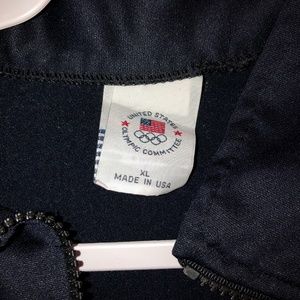 UNITED STATES
OLYMPIC COMMITTEE
XL
MADE IN USA